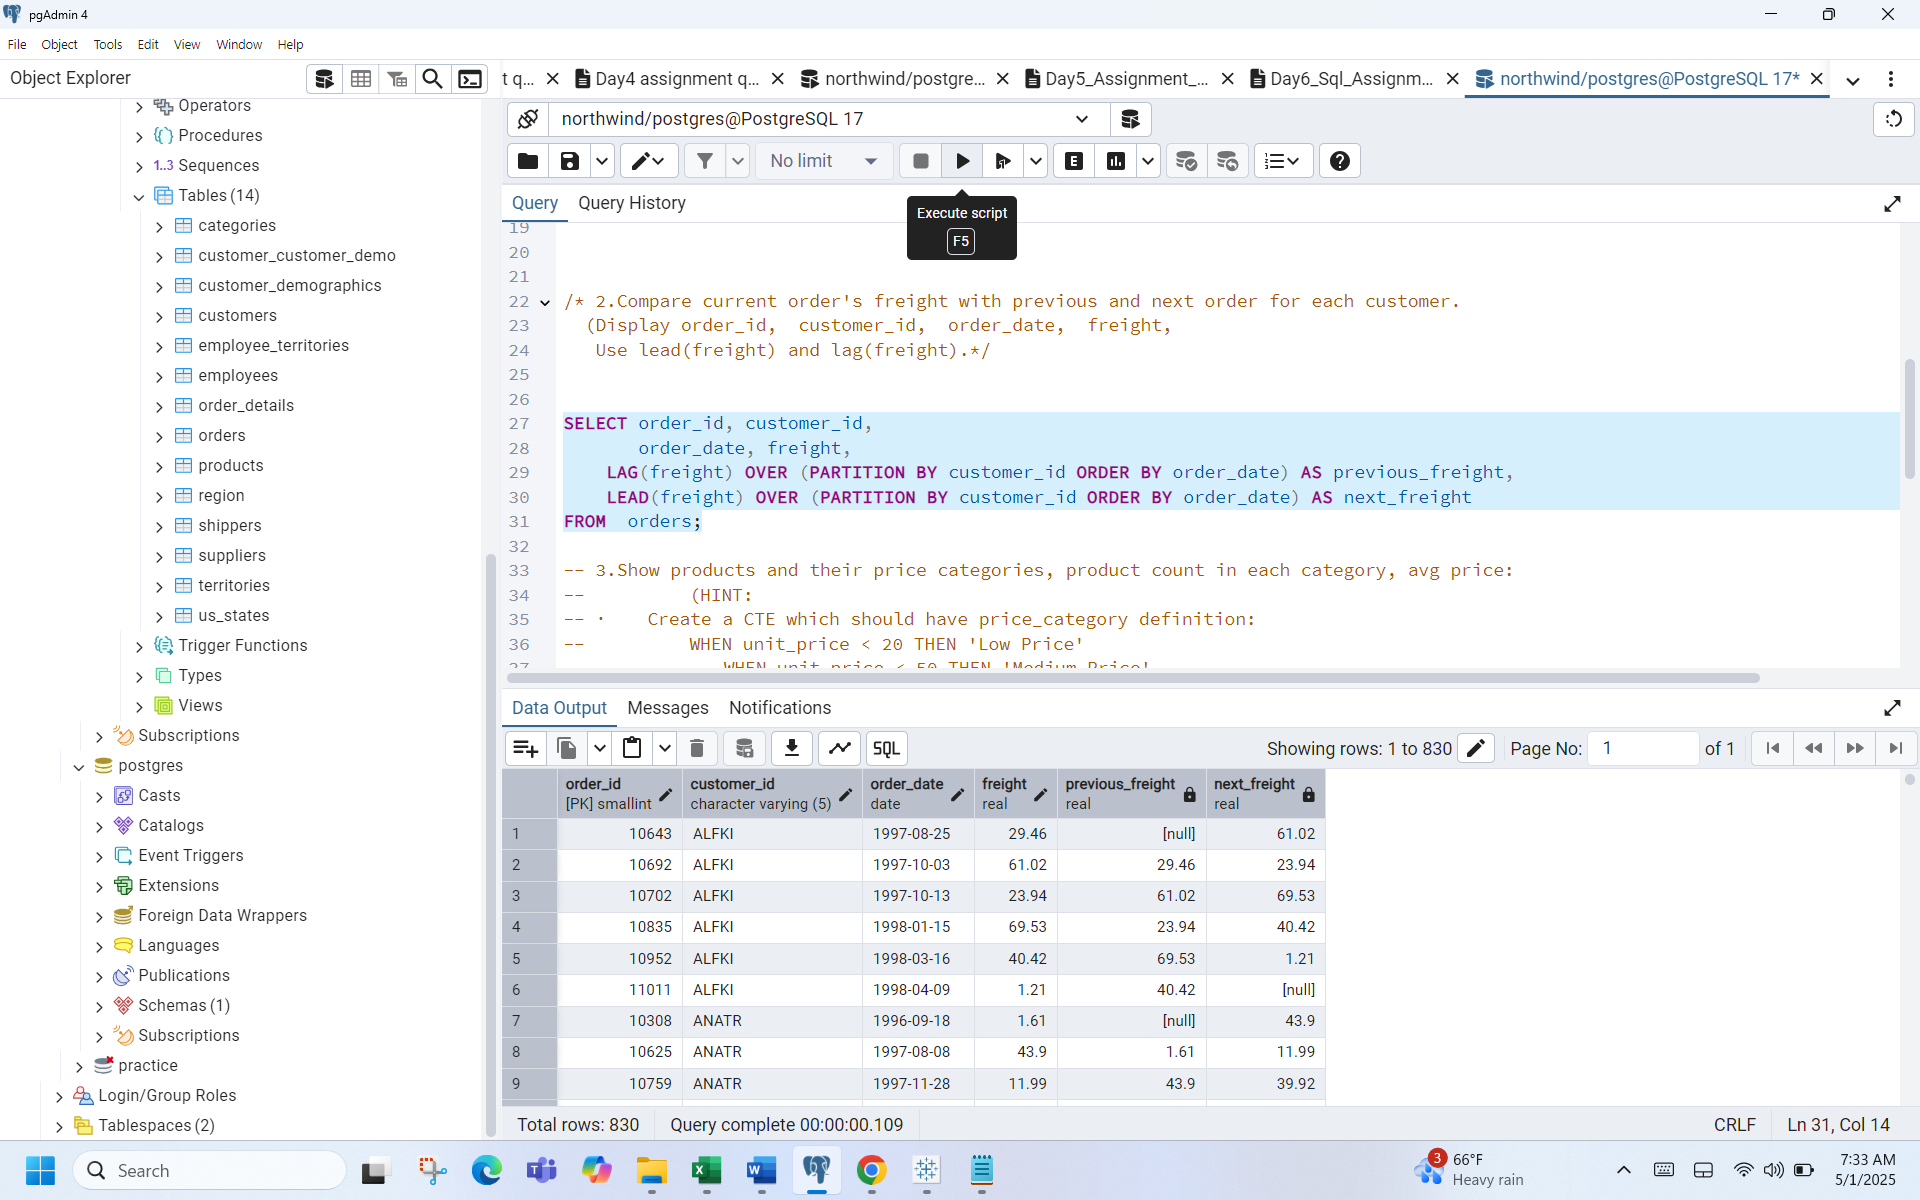 pgAdmin 4
File Object Tools Edit View Window Help
Object Explorer
t q...
Day4 assignment q...
northwind/postgre...
Day5_Assignment_...
Day6_Sql_Assignm...
northwind/postgres@PostgreSQL 17*
Operators
Procedures
1..3 Sequences
Tables (14)
categories
customer_customer_demo
customer_demographics
customers
employee_territories
employees
order_details
orders
products
region
shippers
suppliers
territories
us_states
Trigger Functions
Types
Views
Subscriptions
postgres
Casts
Catalogs
Event Triggers
Extensions
Foreign Data Wrappers
Languages
Publications
Schemas (1)
Subscriptions
practice
Login/Group Roles
Tablespaces (2)
northwind/postgres@PostgreSQL 17
No limit
E
Query Query History
Execute script
F5
19
20
21
22 /* 2.Compare current order's freight with previous and next order for each customer.
23 (Display order_id, customer_id, order_date, freight,
24 Use lead(freight) and lag(freight).*/
25
26
27 SELECT order_id, customer_id,
28 order_date, freight,
29 LAG(freight) OVER (PARTITION BY customer_id ORDER BY order_date) AS previous_freight,
30 LEAD(freight) OVER (PARTITION BY customer_id ORDER BY order_date) AS next_freight
31 FROM orders;
32
33 -- 3.Show products and their price categories, product count in each category, avg price:
34 -- (HINT:
35 -- · Create a CTE which should have price_category definition:
36 -- WHEN unit_price < 20 THEN 'Low Price'
37 WHEN unit_price < 50 THEN 'Medium Price'
Data Output Messages Notifications
SQL
Showing rows: 1 to 830
Page No: 1 of 1
order_id customer_id order_date freight previous_freight next_freight
[PK] smallint character varying (5) date real real real
1 10643 ALFKI 1997-08-25 29.46 [null] 61.02
2 10692 ALFKI 1997-10-03 61.02 29.46 23.94
3 10702 ALFKI 1997-10-13 23.94 61.02 69.53
4 10835 ALFKI 1998-01-15 69.53 23.94 40.42
5 10952 ALFKI 1998-03-16 40.42 69.53 1.21
6 11011 ALFKI 1998-04-09 1.21 40.42 [null]
7 10308 ANATR 1996-09-18 1.61 [null] 43.9
8 10625 ANATR 1997-08-08 43.9 1.61 11.99
9 10759 ANATR 1997-11-28 11.99 43.9 39.92
Total rows: 830
Query complete 00:00:00.109
CRLF
Ln 31, Col 14
Search
3
66°F
Heavy rain
7:33 AM
5/1/2025